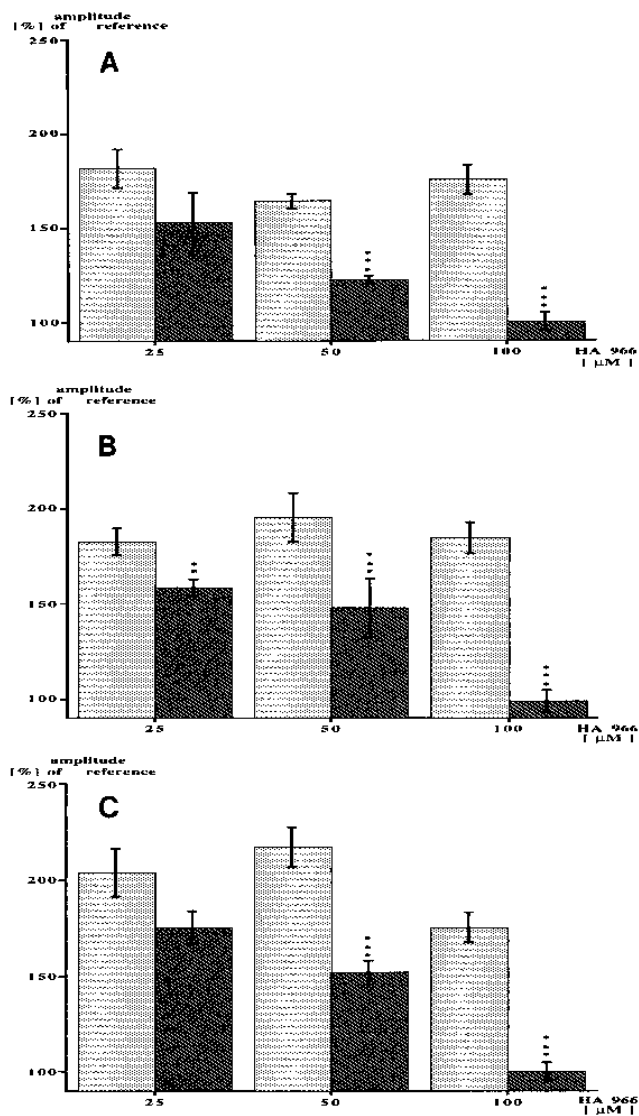 amplitude
[%] of reference
250
A
200
150
***
***
100
25
50
100
HA 966
[ µM ]
amplitude
[%] of reference
250
B
200
**
***
150
***
100
25
50
100
HA 966
[ µM ]
amplitude
[%] of reference
250
C
200
***
150
***
100
25
50
100
HA 966
[ µM ]